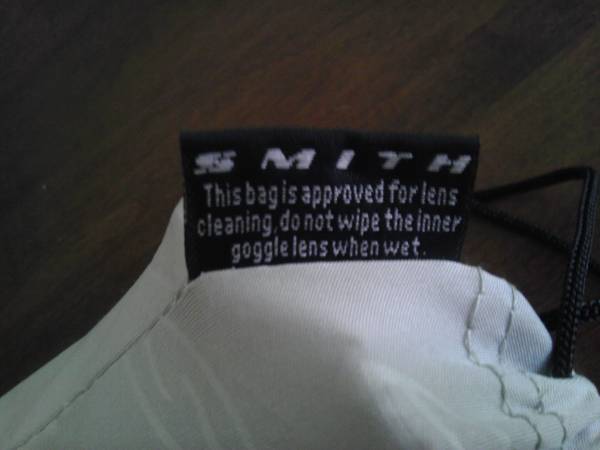 SMITH
This bag is approved for lens
cleaning, do not wipe the inner
goggle lens when wet.